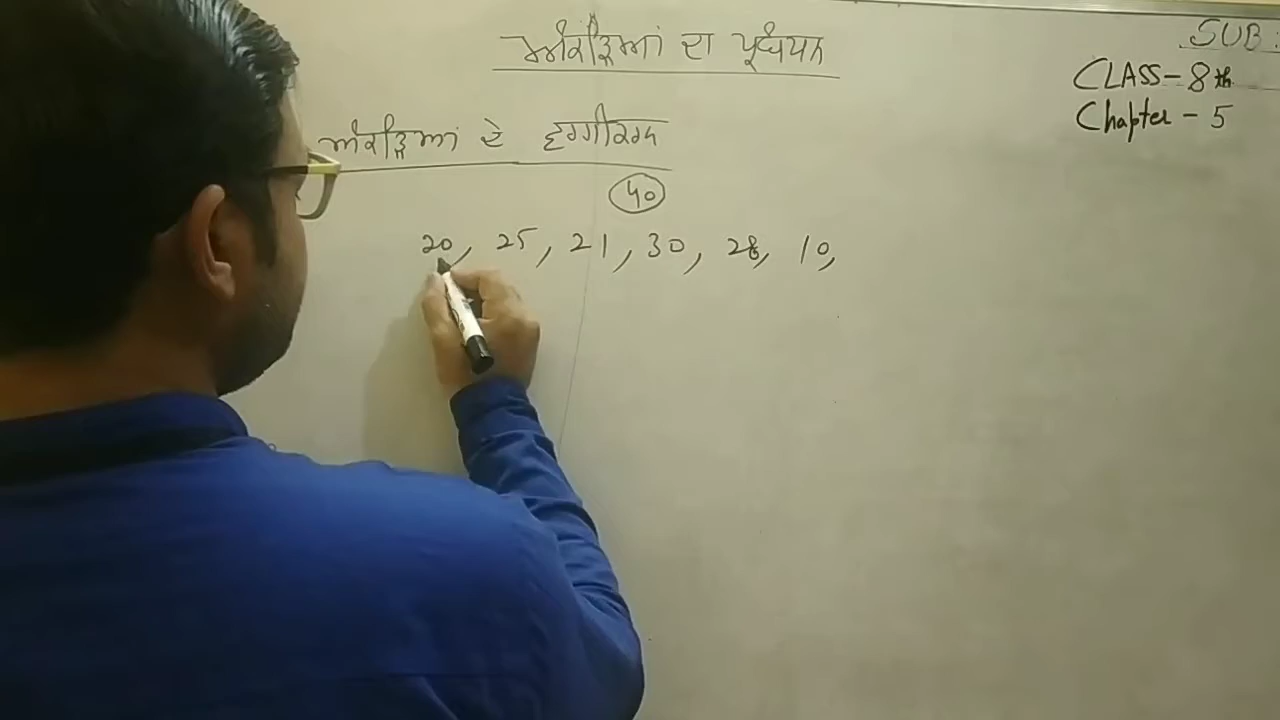 ਅੰਕੜਿਆਂ ਦਾ ਪ੍ਰਬੰਧਨ
SUB:
CLASS-8th
Chapter-5
ਅੰਕੜਿਆਂ ਦੇ ਵਰਗੀਕਰਨ
40
20, 25, 21, 30, 28, 10,